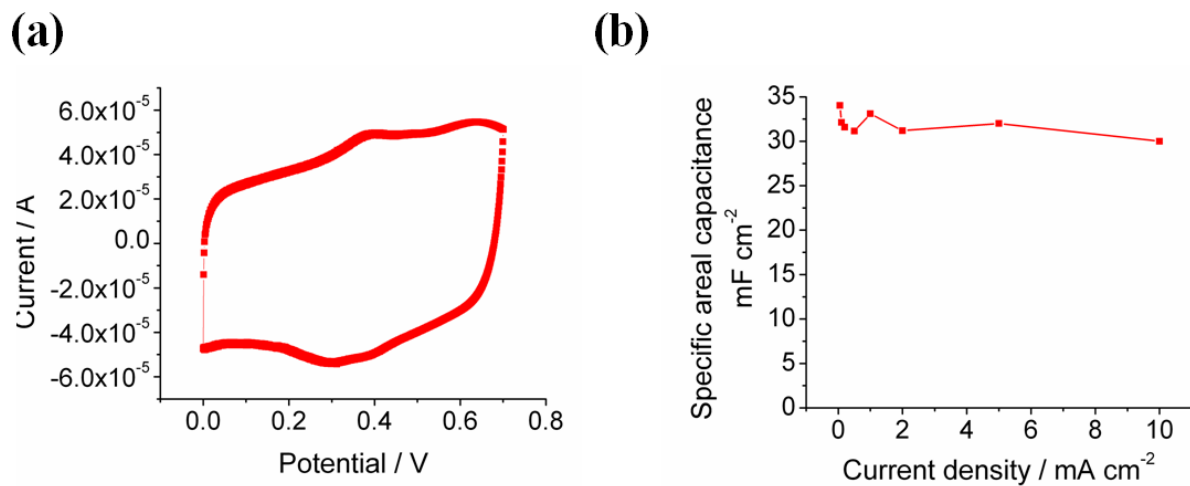 (a)
(b)
6.0x10⁻⁵
4.0x10⁻⁵
2.0x10⁻⁵
0.0
-2.0x10⁻⁵
-4.0x10⁻⁵
-6.0x10⁻⁵
Current / A
0.0 0.2 0.4 0.6 0.8
Potential / V
Specific areal capacitance
mF cm⁻²
35
30
25
20
15
10
5
0
0 2 4 6 8 10
Current density / mA cm⁻²